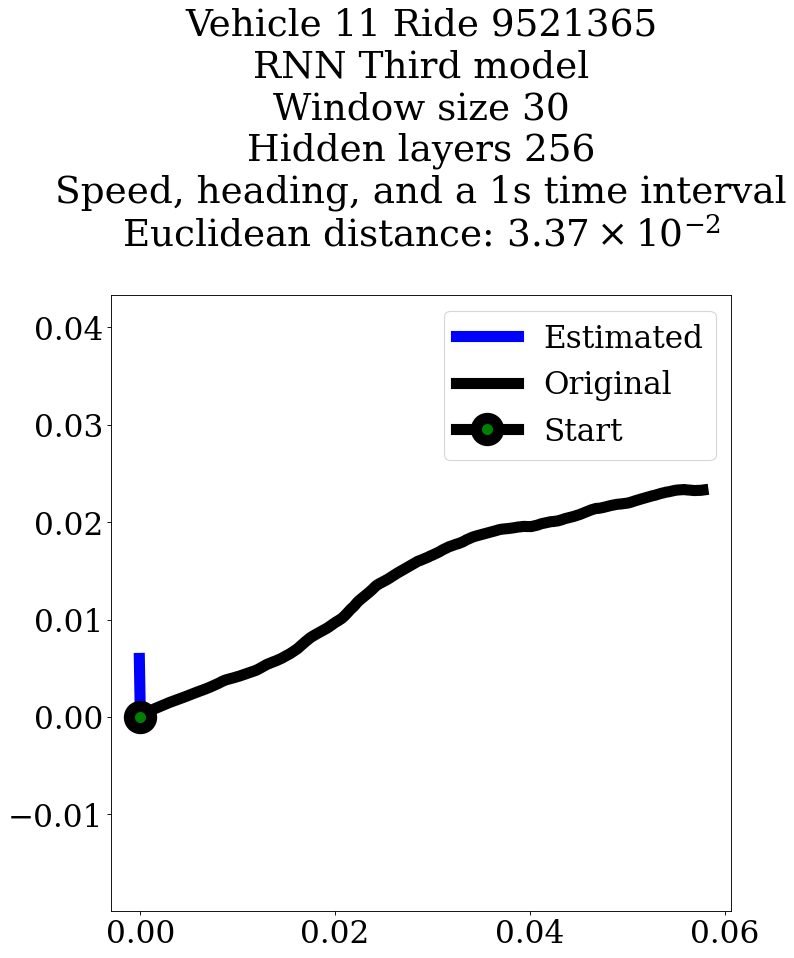 Vehicle 11 Ride 9521365
RNN Third model
Window size 30
Hidden layers 256
Speed, heading, and a 1s time interval
Euclidean distance: 3.37 × 10⁻²
Estimated
Original
Start
0.04
0.03
0.02
0.01
0.00
−0.01
0.00 0.02 0.04 0.06